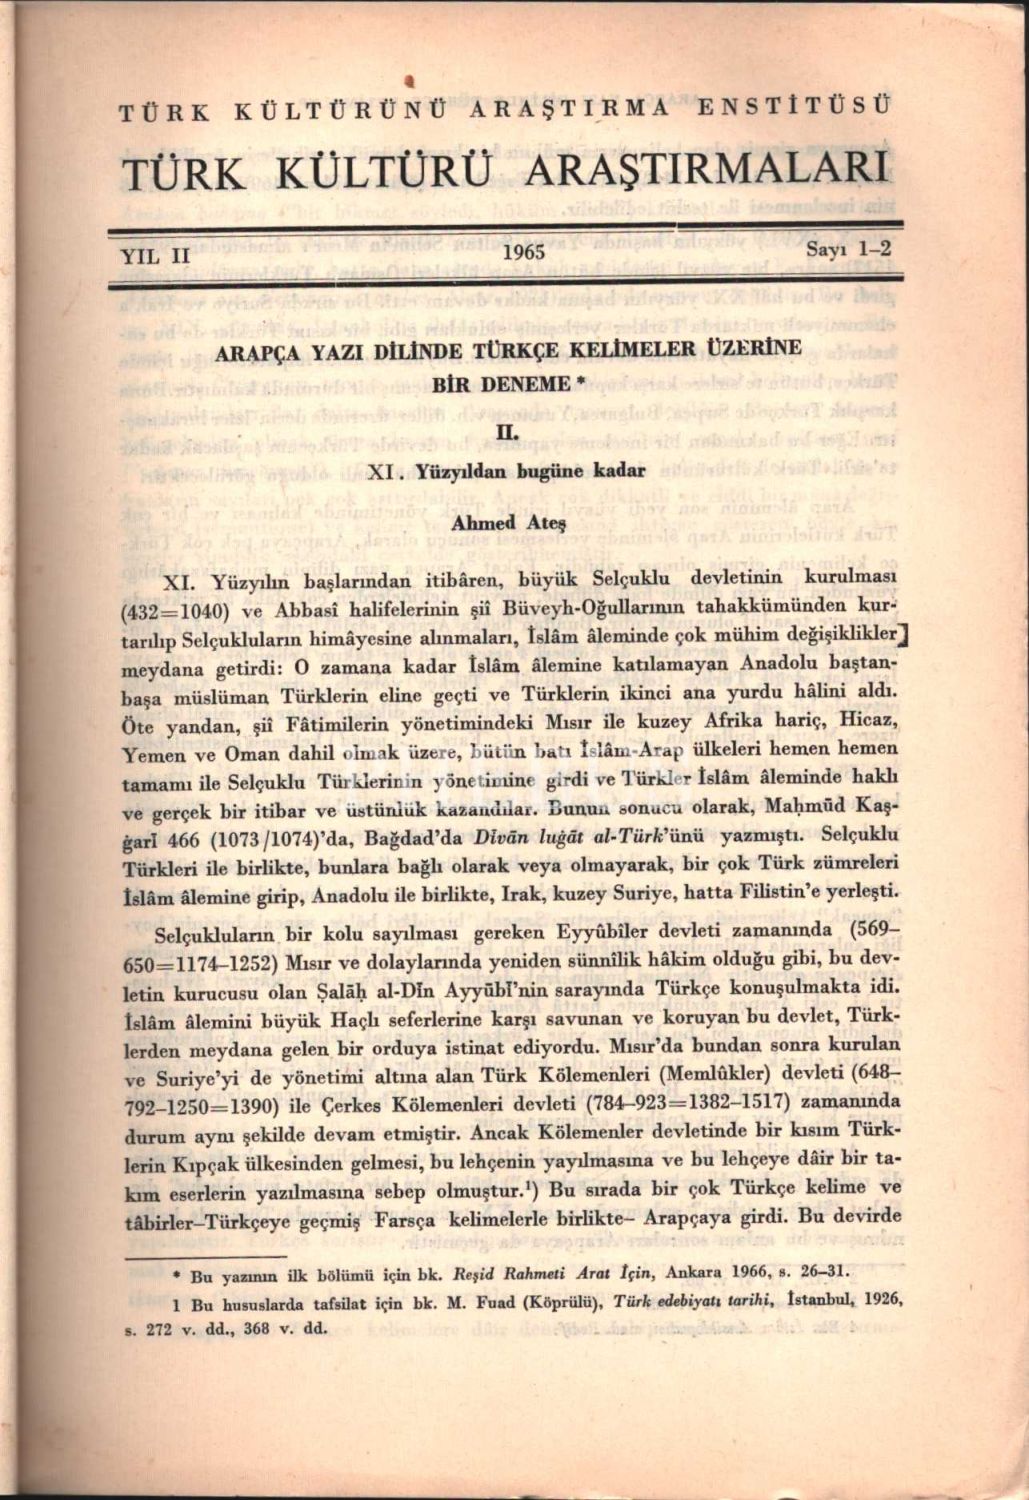 TÜRK KÜLTÜRÜNÜ ARAŞTIRMA ENSTİTÜSÜ
TÜRK KÜLTÜRÜ ARAŞTIRMALARI
YIL II 1965 Sayı 1–2
ARAPÇA YAZI DİLİNDE TÜRKÇE KELİMELER ÜZERİNE
BİR DENEME *
II.
XI. Yüzyıldan bugüne kadar
Ahmed Ateş
XI. Yüzyılın başlarından itibâren, büyük Selçuklu devletinin kurulması
(432=1040) ve Abbasî halifelerinin şiî Büveyh-Oğullarının tahakkümünden kur-
tarılıp Selçukluların himâyesine alınmaları, İslâm âleminde çok mühim değişiklikler]
meydana getirdi: O zamana kadar İslâm âlemine katılamayan Anadolu baştan-
başa müslüman Türklerin eline geçti ve Türklerin ikinci ana yurdu hâlini aldı.
Öte yandan, şiî Fâtimilerin yönetimindeki Mısır ile kuzey Afrika hariç, Hicaz,
Yemen ve Oman dahil olmak üzere, bütün batı İslâm-Arap ülkeleri hemen hemen
tamamı ile Selçuklu Türklerinin yönetimine girdi ve Türkler İslâm âleminde haklı
ve gerçek bir itibar ve üstünlük kazandılar. Bunun sonucu olarak, Maḥmūd Kaş-
ġarī 466 (1073/1074)'da, Bağdad'da Dīvān luġāt al-Türk'ünü yazmıştı. Selçuklu
Türkleri ile birlikte, bunlara bağlı olarak veya olmayarak, bir çok Türk zümreleri
İslâm âlemine girip, Anadolu ile birlikte, Irak, kuzey Suriye, hatta Filistin'e yerleşti.
Selçukluların bir kolu sayılması gereken Eyyûbîler devleti zamanında (569–
650=1174–1252) Mısır ve dolaylarında yeniden sünnîlik hâkim olduğu gibi, bu dev-
letin kurucusu olan Ṣalāḥ al-Dīn Ayyūbī'nin sarayında Türkçe konuşulmakta idi.
İslâm âlemini büyük Haçlı seferlerine karşı savunan ve koruyan bu devlet, Türk-
lerden meydana gelen bir orduya istinat ediyordu. Mısır'da bundan sonra kurulan
ve Suriye'yi de yönetimi altına alan Türk Kölemenleri (Memlûkler) devleti (648–
792–1250=1390) ile Çerkes Kölemenleri devleti (784–923=1382–1517) zamanında
durum aynı şekilde devam etmiştir. Ancak Kölemenler devletinde bir kısım Türk-
lerin Kıpçak ülkesinden gelmesi, bu lehçenin yayılmasına ve bu lehçeye dâir bir ta-
kım eserlerin yazılmasına sebep olmuştur.¹) Bu sırada bir çok Türkçe kelime ve
tâbirler–Türkçeye geçmiş Farsça kelimelerle birlikte– Arapçaya girdi. Bu devirde
* Bu yazının ilk bölümü için bk. Reşid Rahmeti Arat İçin, Ankara 1966, s. 26–31.
1 Bu hususlarda tafsilat için bk. M. Fuad (Köprülü), Türk edebiyatı tarihi, İstanbul, 1926,
s. 272 v. dd., 368 v. dd.